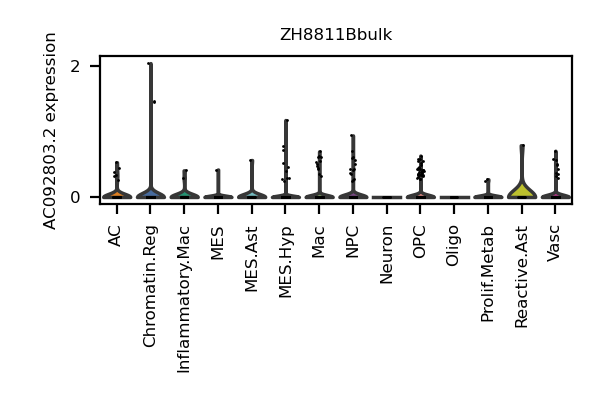 ZH8811Bbulk
AC092803.2 expression
2
0
AC
Chromatin.Reg
Inflammatory.Mac
MES
MES.Ast
MES.Hyp
Mac
NPC
Neuron
OPC
Oligo
Prolif.Metab
Reactive.Ast
Vasc